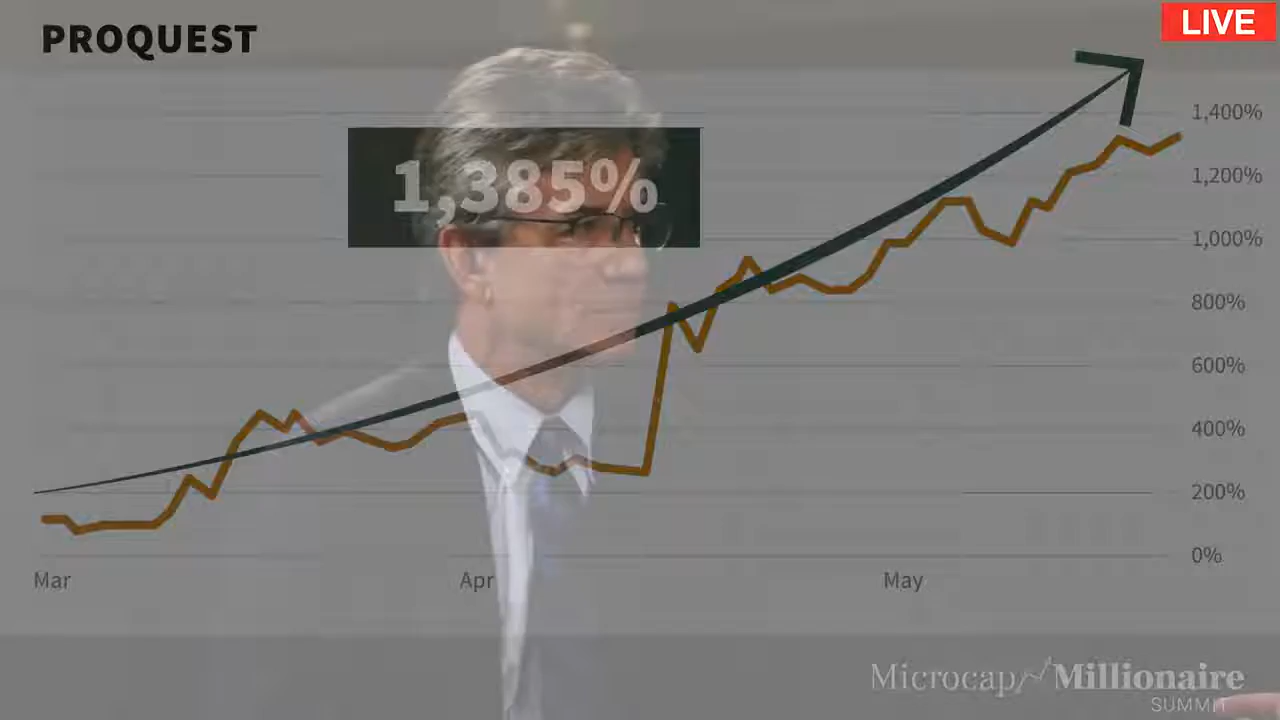 PROQUEST
LIVE
1,385%
1,400%
1,200%
1,000%
800%
600%
400%
200%
0%
Mar Apr May
Microcap Millionaire
SUMMIT